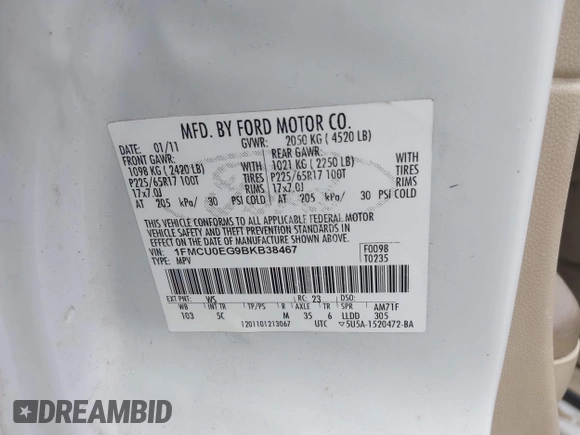 MFD. BY FORD MOTOR CO.
DATE: 01/11 GVWR: 2050 KG ( 4520 LB)
FRONT GAWR: REAR GAWR:
1098 KG ( 2420 LB) WITH 1021 KG ( 2250 LB) WITH
P225/65R17 100T TIRES P225/65R17 100T TIRES
17x7.0J RIMS 17x7.0J RIMS
AT 205 kPa/ 30 PSI COLD AT 205 kPa/ 30 PSI COLD
THIS VEHICLE CONFORMS TO ALL APPLICABLE FEDERAL MOTOR
VEHICLE SAFETY AND THEFT PREVENTION STANDARDS IN EFFECT ON
THE DATE OF MANUFACTURE SHOWN ABOVE.
VIN: 1FMCU0EG9BKB38467 F0098
TYPE: MPV T0235
EXT PNT: WS RC: 23 DSO:
WB INT TR TP/PS R AXLE TR SPR AM71F
103 5C M 35 6 LLDD 305
1201101213067 UTC ▽5U5A-1520472-BA
DREAMBID